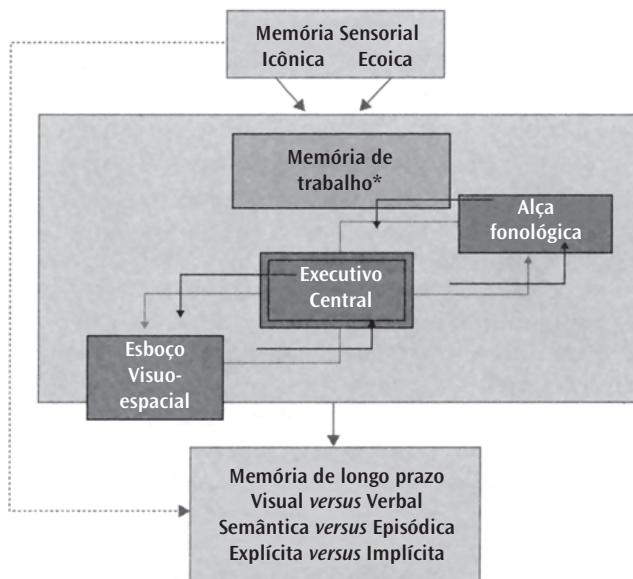 Memória Sensorial
Icônica Ecoica
Memória de
trabalho*
Alça
fonológica
Executivo
Central
Esboço
Visuo-
espacial
Memória de longo prazo
Visual versus Verbal
Semântica versus Episódica
Explícita versus Implícita